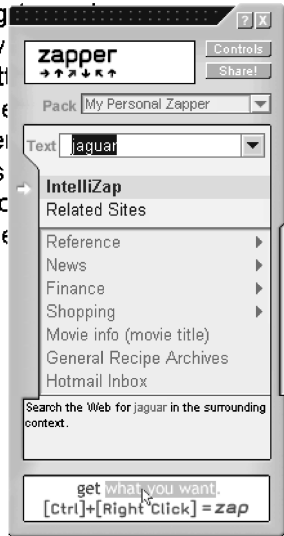 ? X
zapper
Controls
Share!
Pack My Personal Zapper
Text jaguar
IntelliZap
Related Sites
Reference
News
Finance
Shopping
Movie info (movie title)
General Recipe Archives
Hotmail Inbox
Search the Web for jaguar in the surrounding
context.
get what you want.
[Ctrl]+[Right Click] = zap